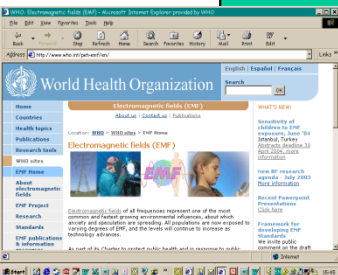 WHO: Electromagnetic fields (EMF) - Microsoft Internet Explorer provided by WHO
File Edit View Favorites Tools Help
Back Forward Stop Refresh Home Search Favorites History Mail Print Edit
Address http://www.who.int/peh-emf/en/ Links
World Health Organization
English | Español | Français
Search
OK
Home
Countries
Health topics
Publications
Research tools
WHO sites
EMF Home
About electromagnetic fields
EMF Project
Research
Standards
EMF publications & information
Electromagnetic fields (EMF)
About us | Contact us | Publications
Location: WHO > WHO sites > EMF Home
Electromagnetic fields (EMF)
EMF
Electromagnetic fields of all frequencies represent one of the most
common and fastest growing environmental influences, about which
anxiety and speculation are spreading. All populations are now exposed to
varying degrees of EMF, and the levels will continue to increase as
technology advances.
As part of its Charter to protect public health and in response to public
WHAT'S NEW!
Sensitivity of
children to EMF
exposure, June '04
Istanbul, Turkey
Abstracts deadline 30
April 2004, more
information
New RF research
agenda - July 2003
More information
Recent Powerpoint
Presentations
Click here
Framework for
developing EMF
Standards
We invite public
comment on the draft
Internet
Start
15:45